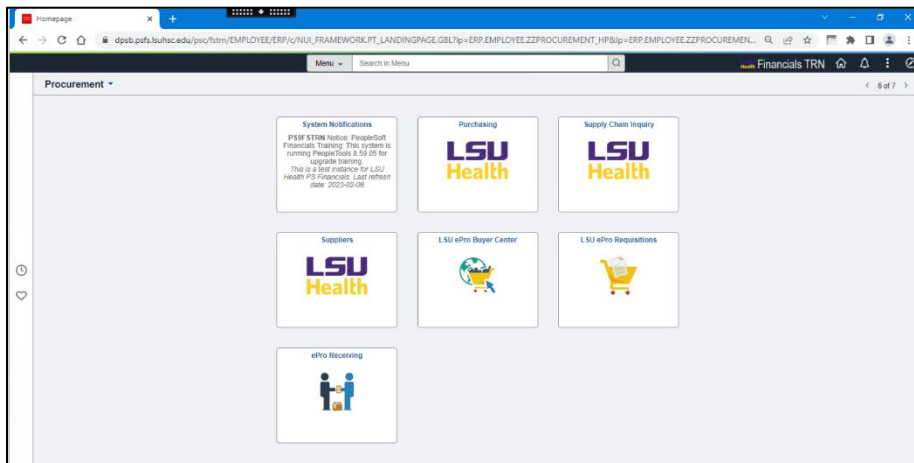 Homepage
dpsb.psfs.lsuhsc.edu/psc/fstrn/EMPLOYEE/ERP/c/NUI_FRAMEWORK.PT_LANDINGPAGE.GBL?lp=ERP.EMPLOYEE.ZZPROCUREMENT_HP&lp=ERP.EMPLOYEE.ZZPROCUREMEN...
Menu
Search in Menu
Health Financials TRN
Procurement
6 of 7
System Notifications
PS9FSTRN Notice: PeopleSoft
Financials Training: This system is
running PeopleTools 8.59.05 for
upgrade training.
This is a test instance for LSU
Health PS Financials. Last refresh
date: 2023-02-08
Purchasing
LSU
Health
Supply Chain Inquiry
LSU
Health
Suppliers
LSU
Health
LSU ePro Buyer Center
LSU ePro Requisitions
ePro Receiving